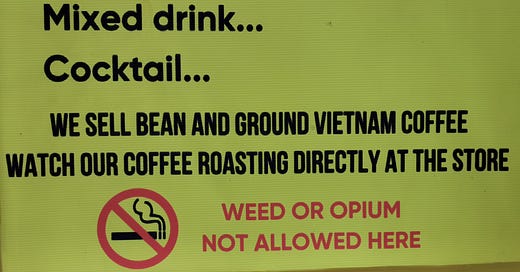 Mixed drink...
Cocktail...
WE SELL BEAN AND GROUND VIETNAM COFFEE
WATCH OUR COFFEE ROASTING DIRECTLY AT THE STORE
WEED OR OPIUM
NOT ALLOWED HERE